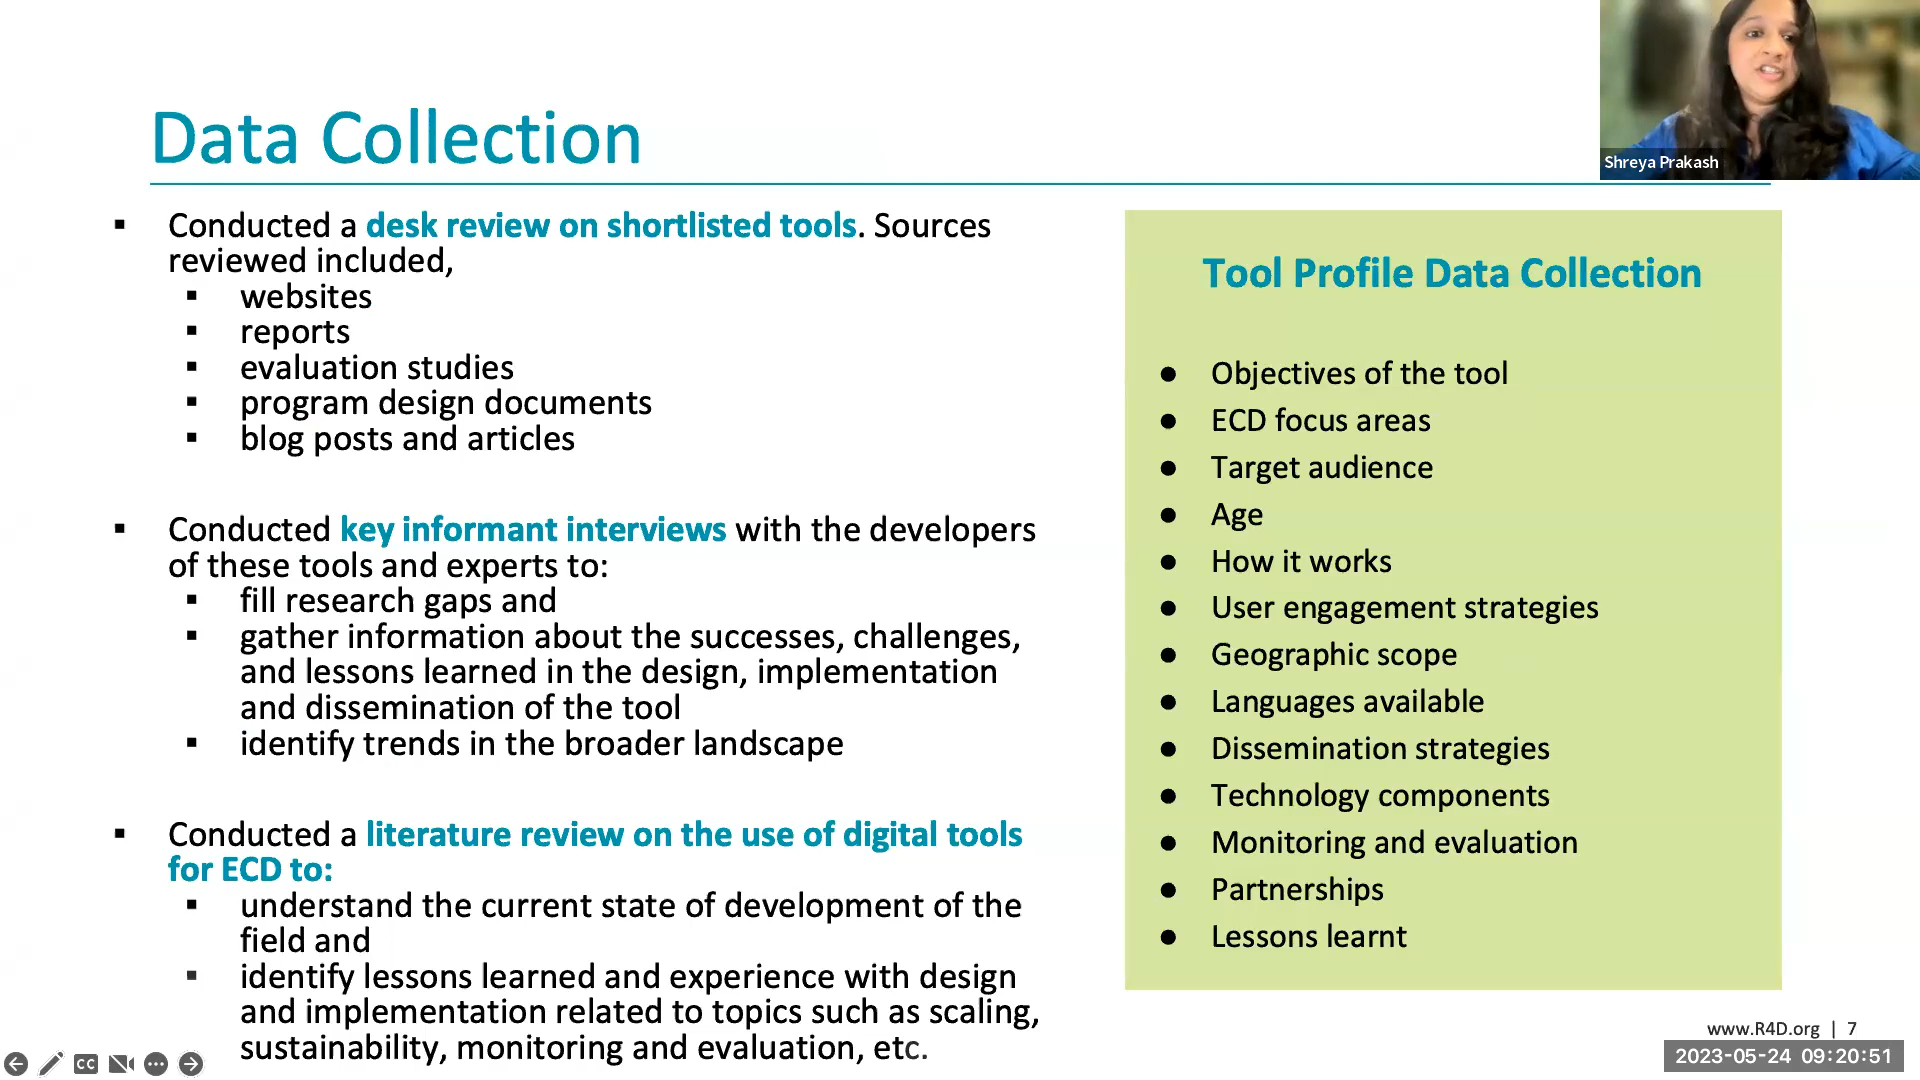 Data Collection
Shreya Prakash
▪ Conducted a desk review on shortlisted tools. Sources
reviewed included,
▪ websites
▪ reports
▪ evaluation studies
▪ program design documents
▪ blog posts and articles
▪ Conducted key informant interviews with the developers
of these tools and experts to:
▪ fill research gaps and
▪ gather information about the successes, challenges,
and lessons learned in the design, implementation
and dissemination of the tool
▪ identify trends in the broader landscape
▪ Conducted a literature review on the use of digital tools
for ECD to:
▪ understand the current state of development of the
field and
▪ identify lessons learned and experience with design
and implementation related to topics such as scaling,
sustainability, monitoring and evaluation, etc.
Tool Profile Data Collection
● Objectives of the tool
● ECD focus areas
● Target audience
● Age
● How it works
● User engagement strategies
● Geographic scope
● Languages available
● Dissemination strategies
● Technology components
● Monitoring and evaluation
● Partnerships
● Lessons learnt
www.R4D.org | 7
2023-05-24 09:20:51
CC